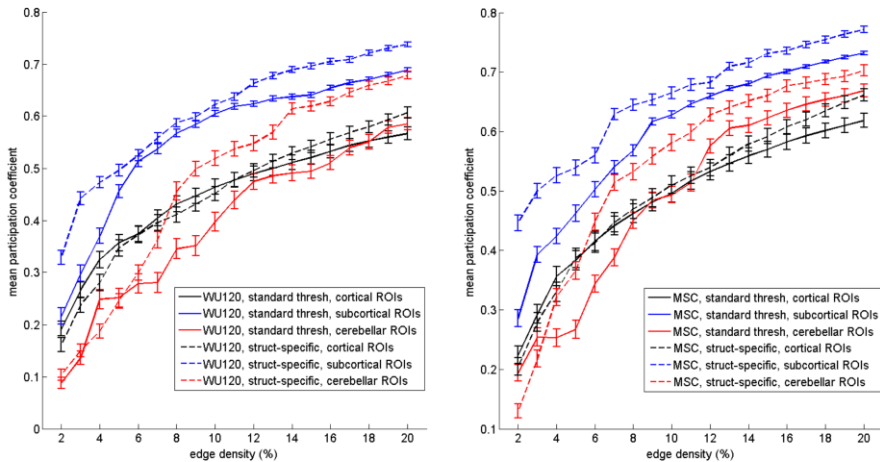 0.8
0.7
0.6
0.5
0.4
0.3
0.2
0.1
0
mean participation coefficient
2 4 6 8 10 12 14 16 18 20
edge density (%)
WU120, standard thresh, cortical ROIs
WU120, standard thresh, subcortical ROIs
WU120, standard thresh, cerebellar ROIs
WU120, struct-specific, cortical ROIs
WU120, struct-specific, subcortical ROIs
WU120, struct-specific, cerebellar ROIs
0.8
0.7
0.6
0.5
0.4
0.3
0.2
0.1
mean participation coefficient
2 4 6 8 10 12 14 16 18 20
edge density (%)
MSC, standard thresh, cortical ROIs
MSC, standard thresh, subcortical ROIs
MSC, standard thresh, cerebellar ROIs
MSC, struct-specific, cortical ROIs
MSC, struct-specific, subcortical ROIs
MSC, struct-specific, cerebellar ROIs